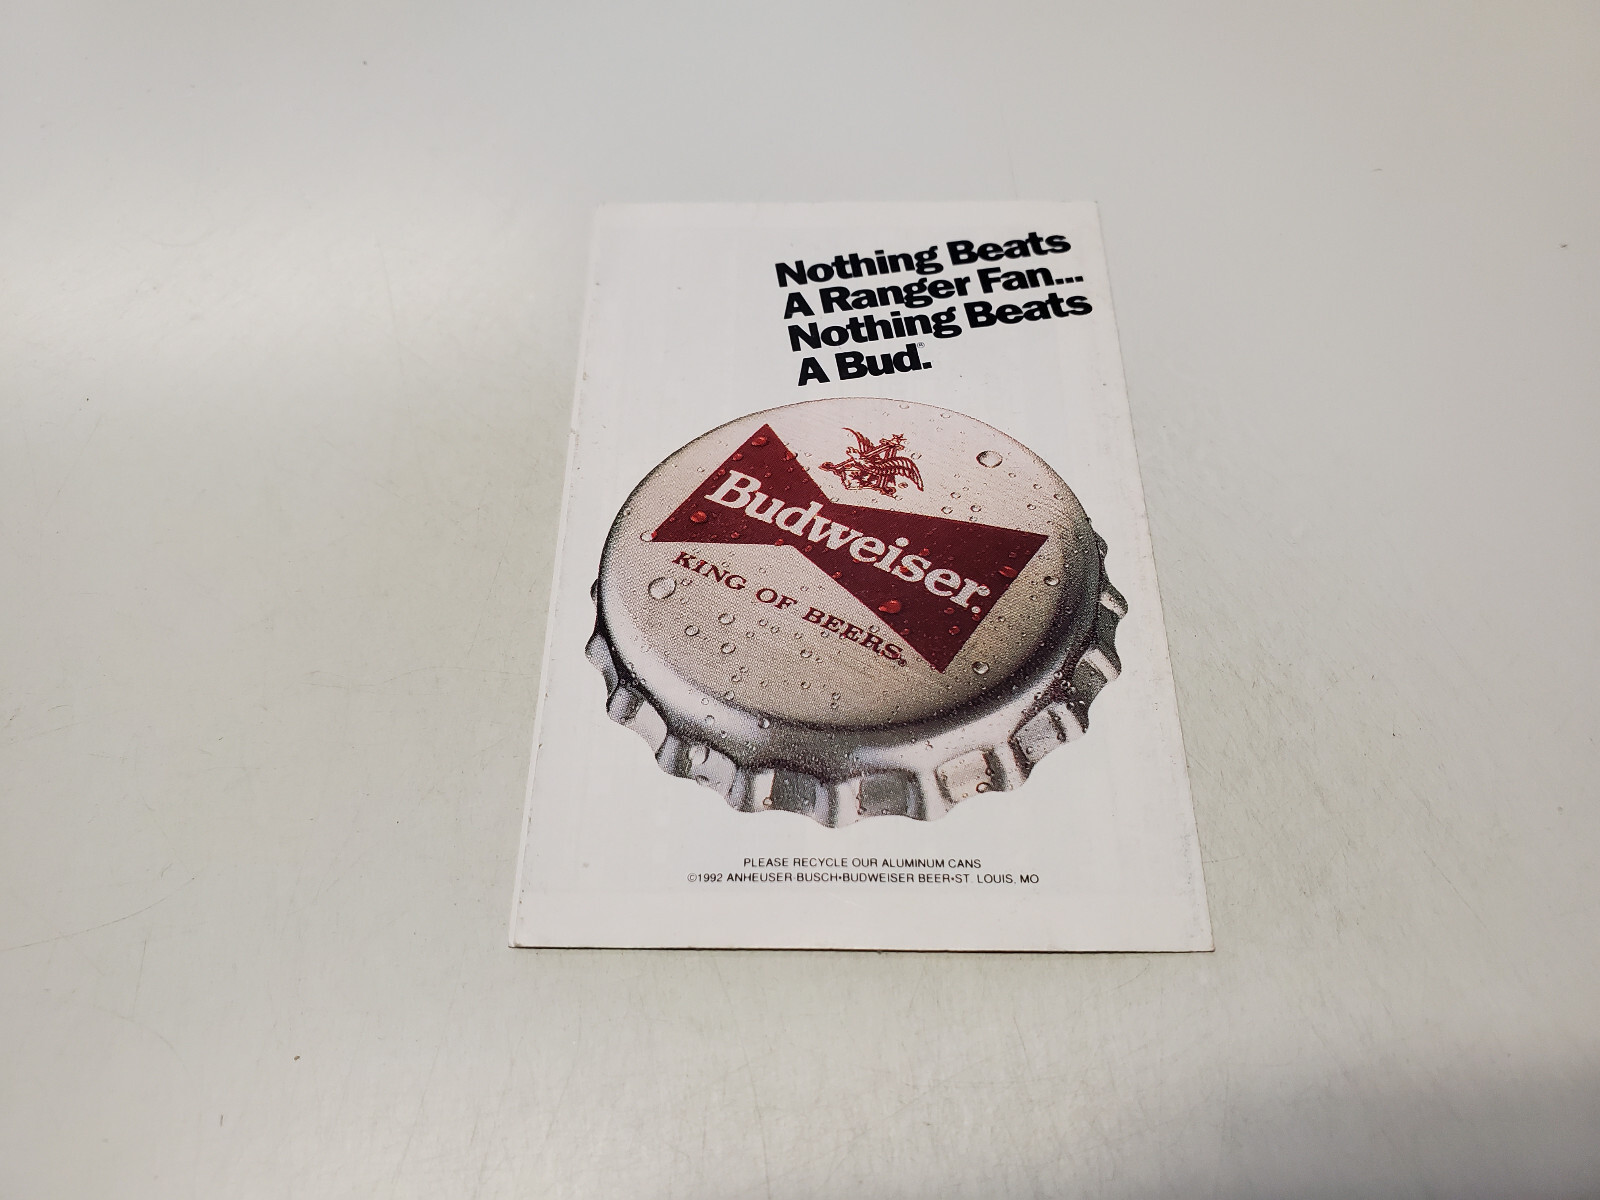 Nothing Beats
A Ranger Fan...
Nothing Beats
A Bud.®
Budweiser.
KING OF BEERS®
PLEASE RECYCLE OUR ALUMINUM CANS
©1992 ANHEUSER-BUSCH•BUDWEISER BEER•ST. LOUIS, MO